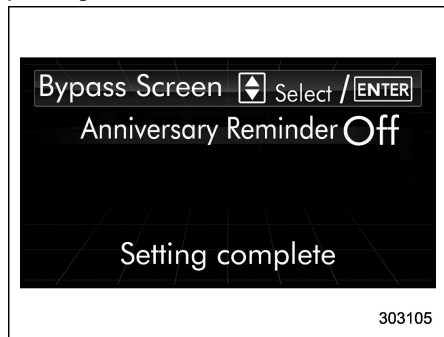 Bypass Screen Select / ENTER
Anniversary Reminder Off
Setting complete
303105